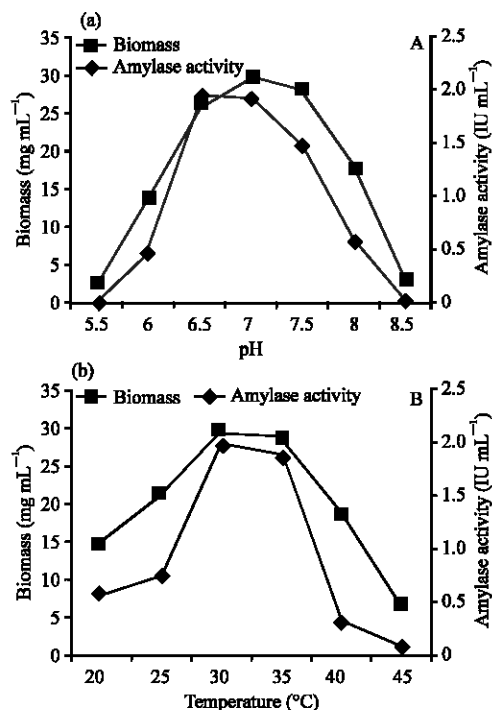 (a)
A
Biomass
Amylase activity
Biomass (mg mL⁻¹)
35
30
25
20
15
10
5
0
2.5
2.0
1.5
1.0
0.5
0
Amylase activity (IU mL⁻¹)
5.5 6 6.5 7 7.5 8 8.5
pH
(b)
B
Biomass Amylase activity
Biomass (mg mL⁻¹)
35
30
25
20
15
10
5
0
2.5
2.0
1.5
1.0
0.5
0
Amylase activity (IU mL⁻¹)
20 25 30 35 40 45
Temperature (°C)